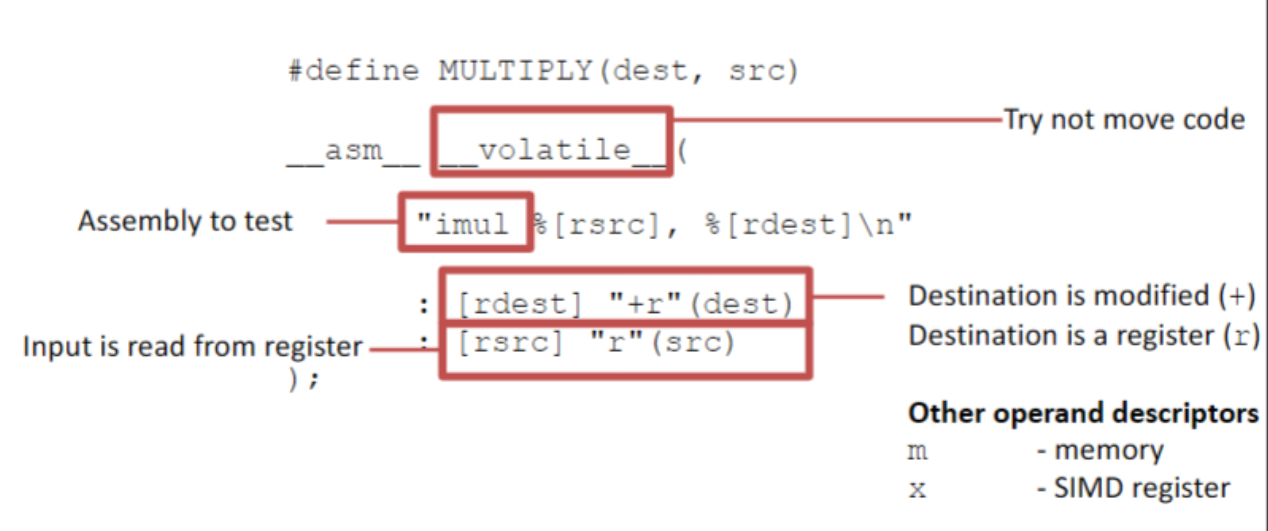 #define MULTIPLY(dest, src)
Try not move code
__asm__ __volatile__(
Assembly to test
"imul %[rsrc], %[rdest]\n"
: [rdest] "+r"(dest)
Destination is modified (+)
Destination is a register (r)
Input is read from register
: [rsrc] "r"(src)
);
Other operand descriptors
m - memory
x - SIMD register